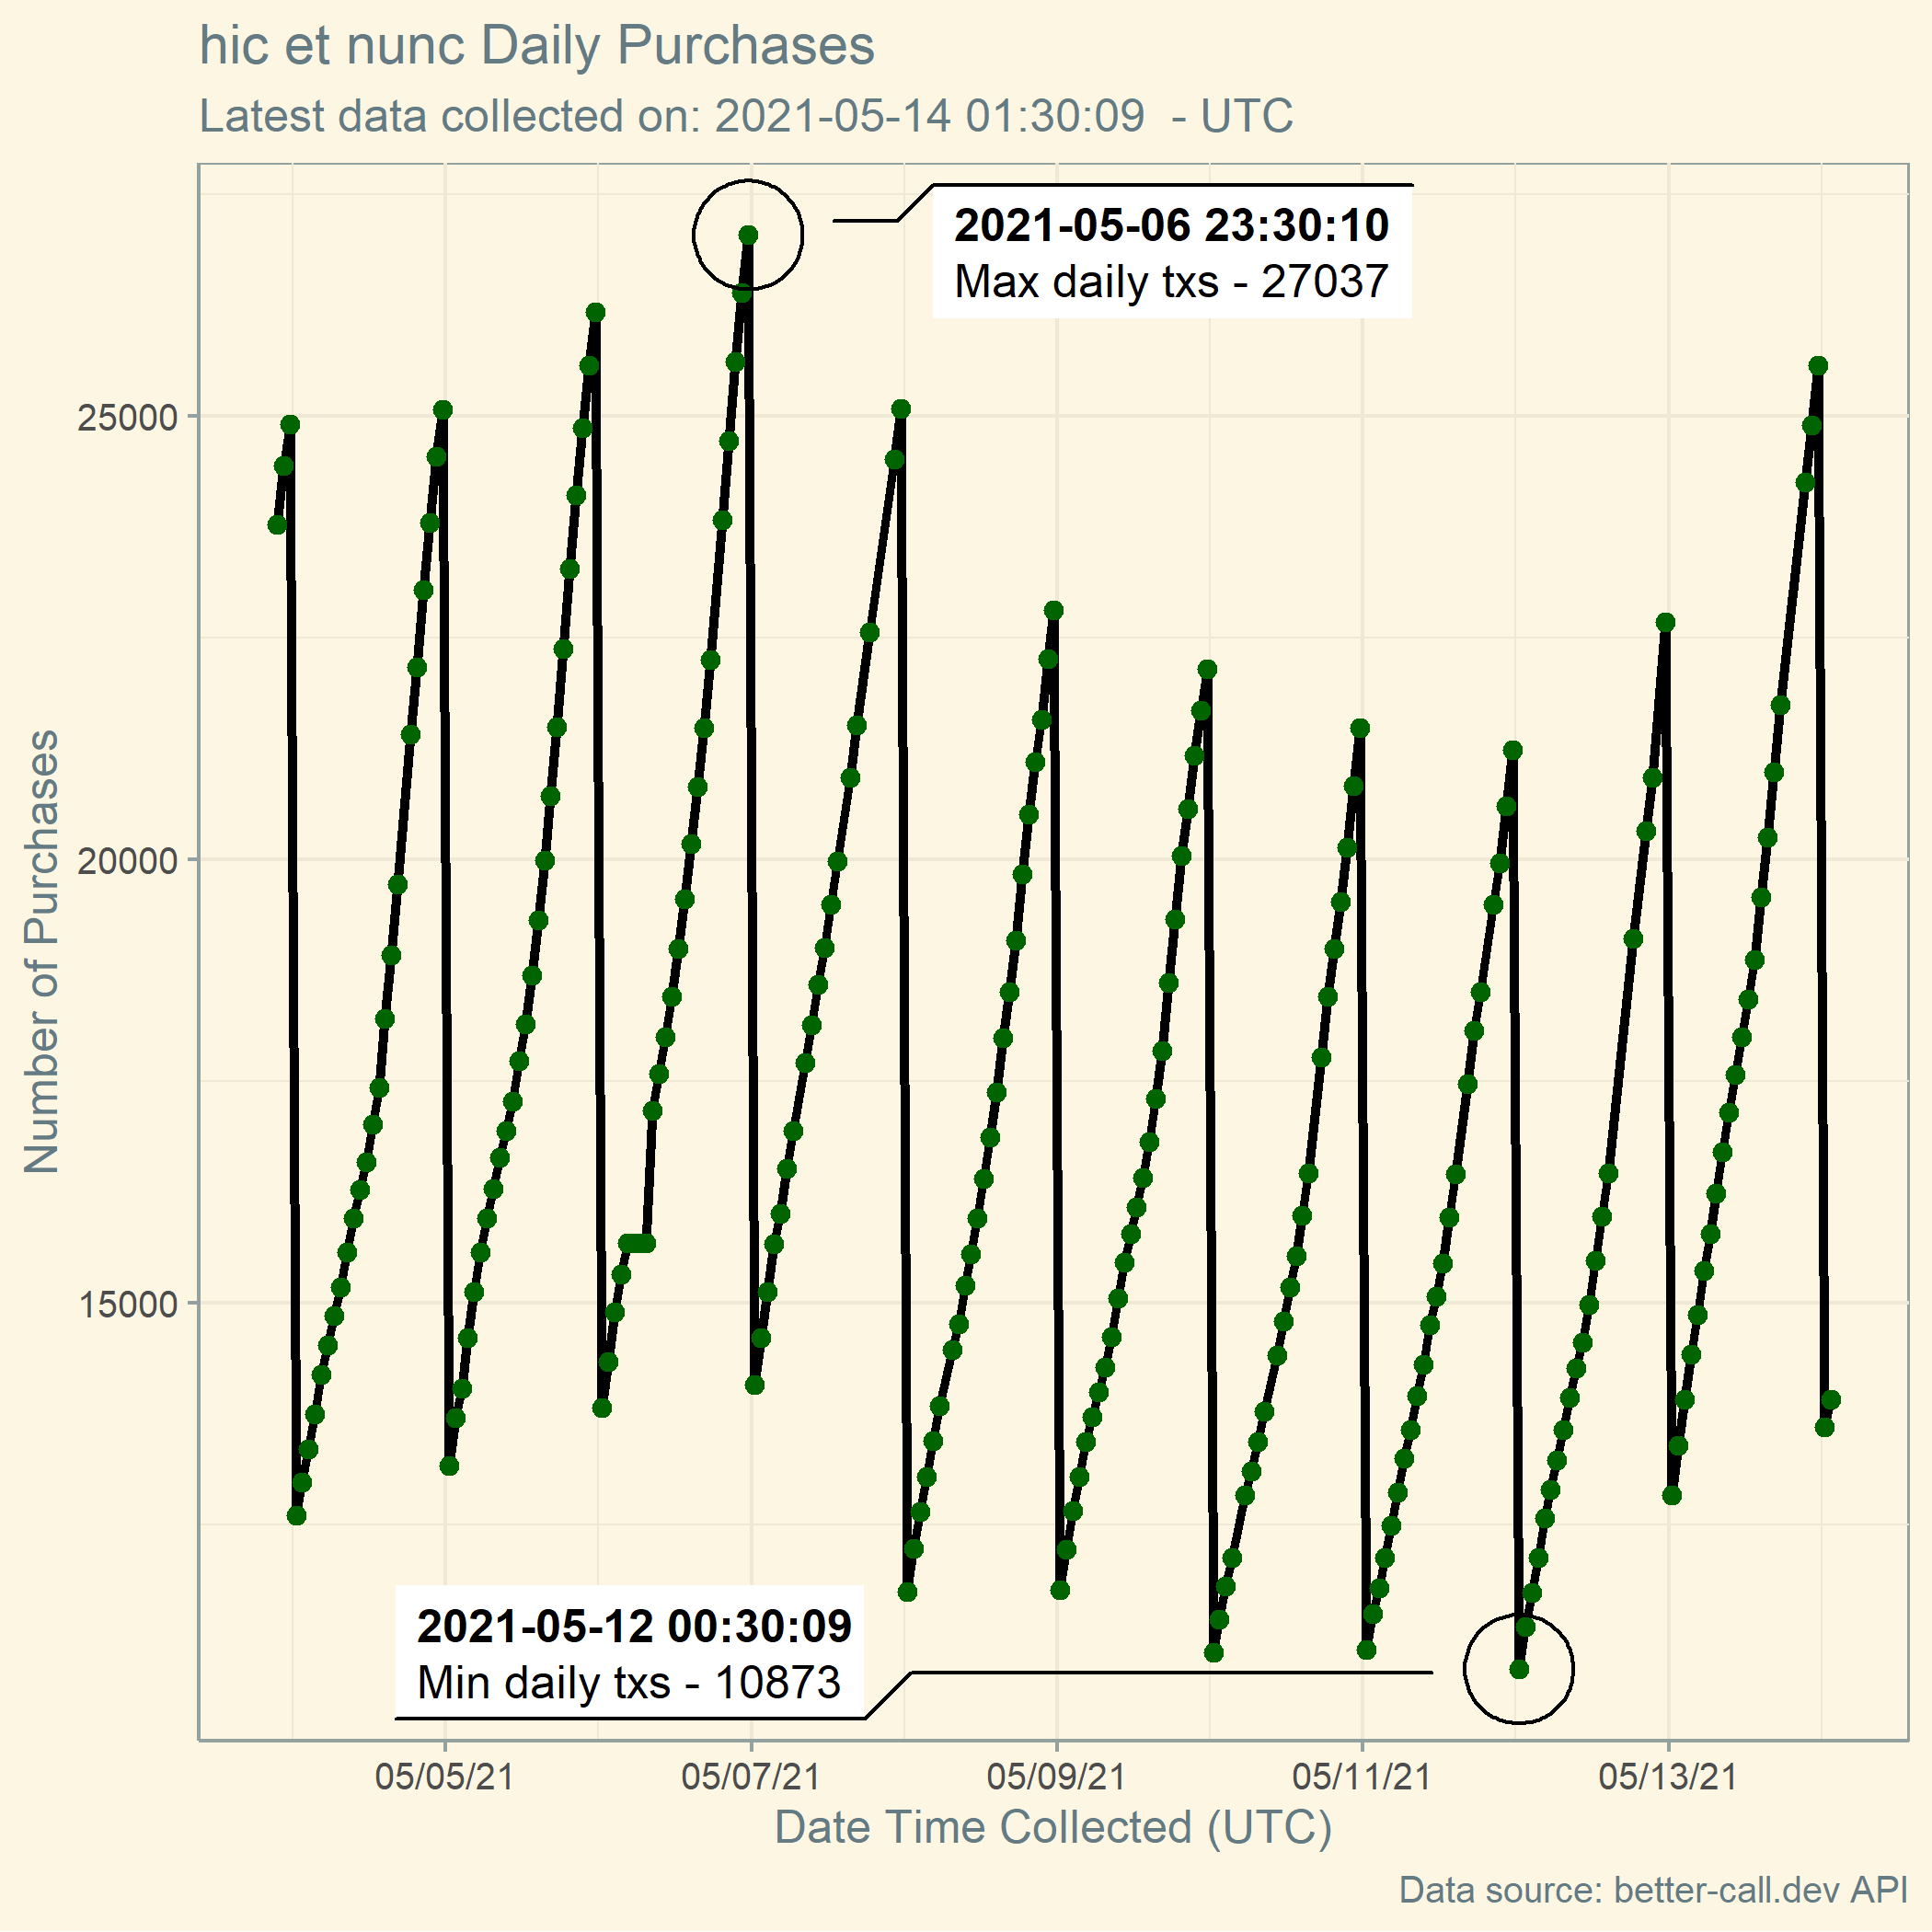 hic et nunc Daily Purchases
Latest data collected on: 2021-05-14 01:30:09  - UTC
2021-05-06 23:30:10
Max daily txs - 27037
25000
20000
15000
Number of Purchases
2021-05-12 00:30:09
Min daily txs - 10873
05/05/21 05/07/21 05/09/21 05/11/21 05/13/21
Date Time Collected (UTC)
Data source: better-call.dev API